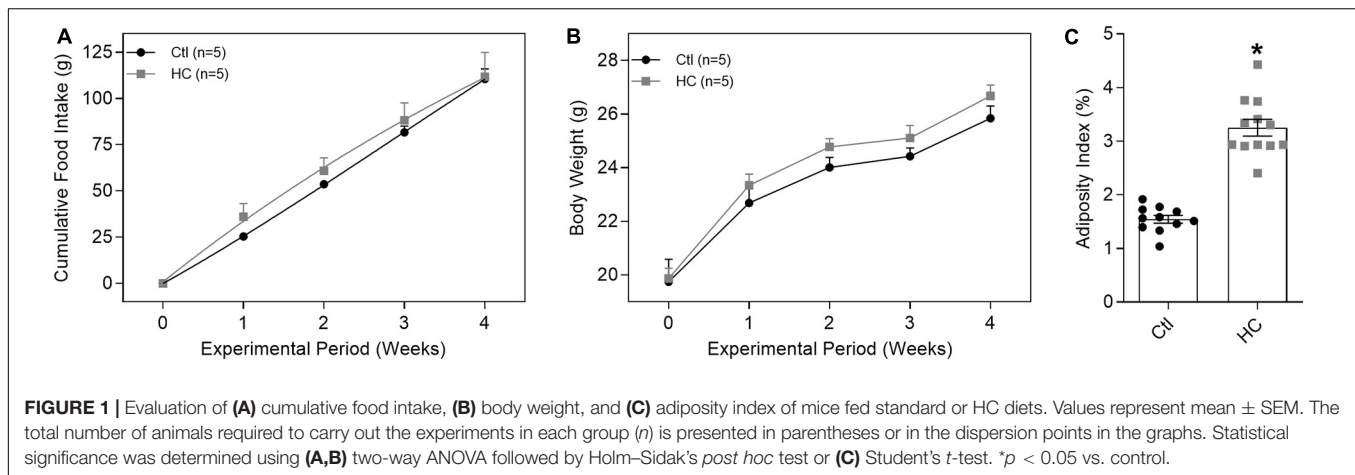 A
Cumulative Food Intake (g)
125
100
75
50
25
0
Ctl (n=5)
HC (n=5)
0 1 2 3 4
Experimental Period (Weeks)
B
Body Weight (g)
28
26
24
22
20
Ctl (n=5)
HC (n=5)
0 1 2 3 4
Experimental Period (Weeks)
C
Adiposity Index (%)
5
4
3
2
1
0
*
Ctl
HC
FIGURE 1 | Evaluation of (A) cumulative food intake, (B) body weight, and (C) adiposity index of mice fed standard or HC diets. Values represent mean ± SEM. The
total number of animals required to carry out the experiments in each group (n) is presented in parentheses or in the dispersion points in the graphs. Statistical
significance was determined using (A,B) two-way ANOVA followed by Holm–Sidak's post hoc test or (C) Student's t-test. *p < 0.05 vs. control.